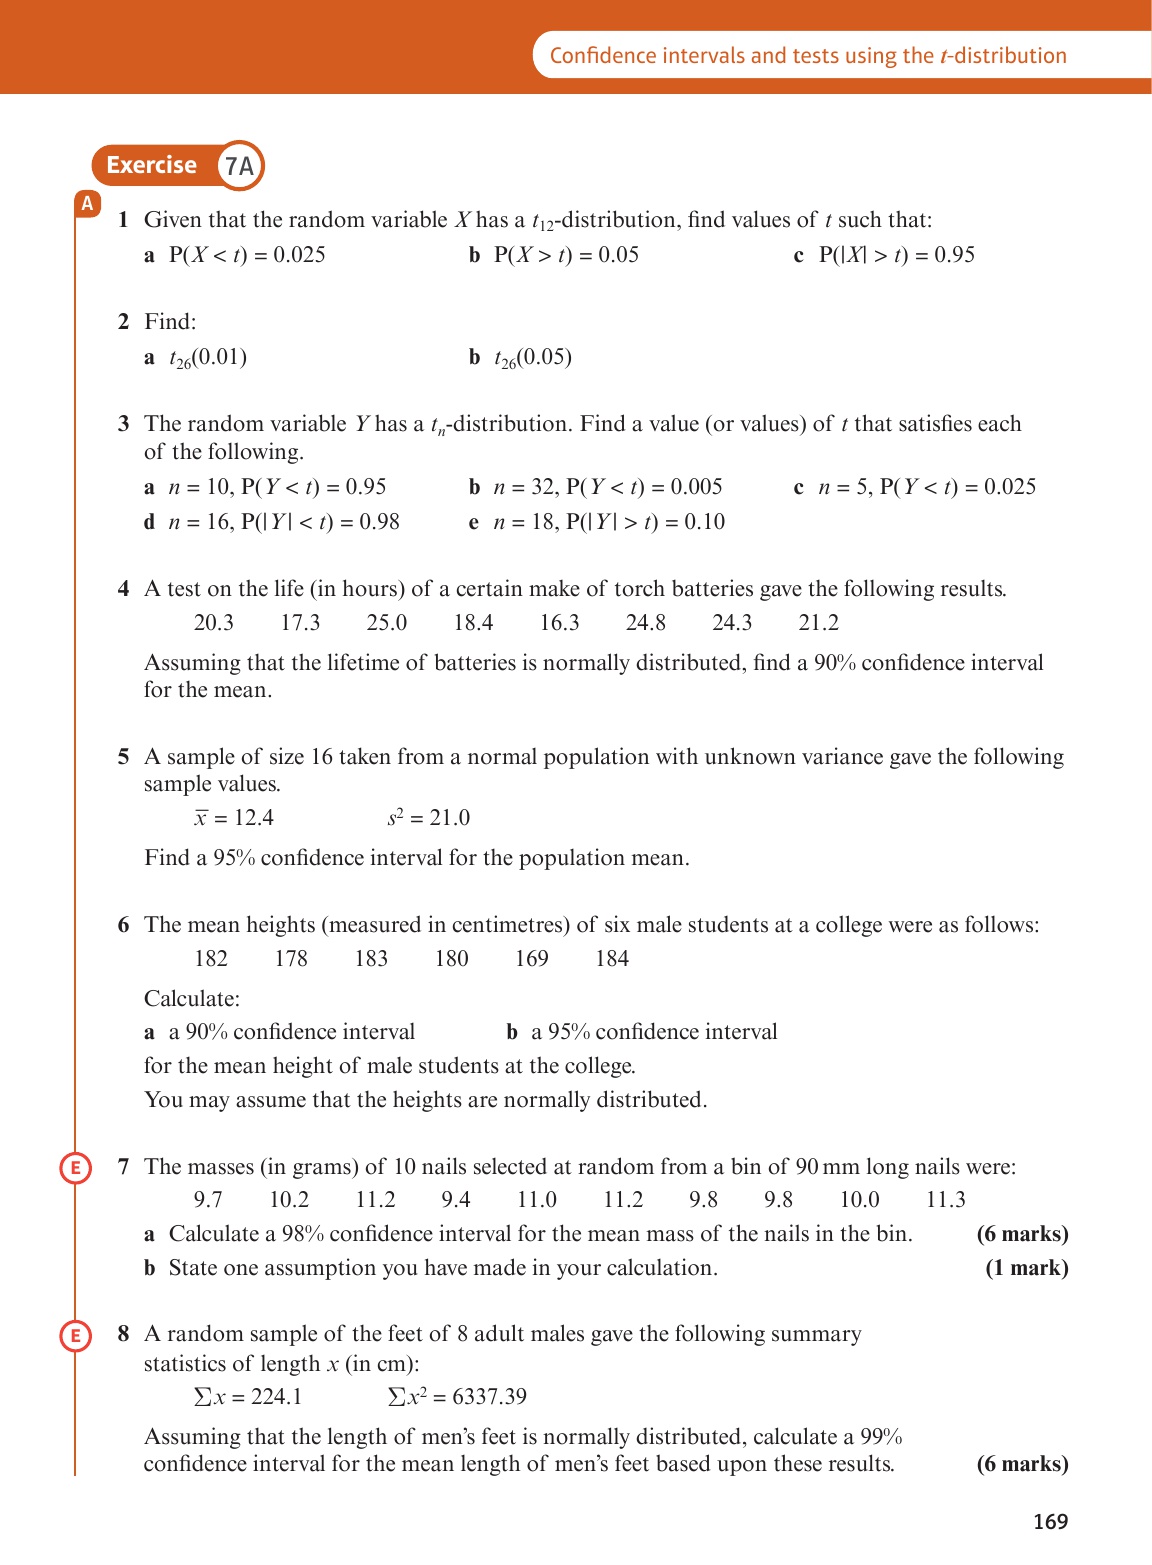 Confidence intervals and tests using the t-distribution
Exercise 7A
A
1 Given that the random variable X has a t₁₂-distribution, find values of t such that:
a P(X < t) = 0.025 b P(X > t) = 0.05 c P(|X| > t) = 0.95
2 Find:
a t₂₆(0.01) b t₂₆(0.05)
3 The random variable Y has a tₙ-distribution. Find a value (or values) of t that satisfies each
of the following.
a n = 10, P(Y < t) = 0.95 b n = 32, P(Y < t) = 0.005 c n = 5, P(Y < t) = 0.025
d n = 16, P(|Y| < t) = 0.98 e n = 18, P(|Y| > t) = 0.10
4 A test on the life (in hours) of a certain make of torch batteries gave the following results.
20.3 17.3 25.0 18.4 16.3 24.8 24.3 21.2
Assuming that the lifetime of batteries is normally distributed, find a 90% confidence interval
for the mean.
5 A sample of size 16 taken from a normal population with unknown variance gave the following
sample values.
x̅ = 12.4 s² = 21.0
Find a 95% confidence interval for the population mean.
6 The mean heights (measured in centimetres) of six male students at a college were as follows:
182 178 183 180 169 184
Calculate:
a a 90% confidence interval b a 95% confidence interval
for the mean height of male students at the college.
You may assume that the heights are normally distributed.
E
7 The masses (in grams) of 10 nails selected at random from a bin of 90 mm long nails were:
9.7 10.2 11.2 9.4 11.0 11.2 9.8 9.8 10.0 11.3
a Calculate a 98% confidence interval for the mean mass of the nails in the bin. (6 marks)
b State one assumption you have made in your calculation. (1 mark)
E
8 A random sample of the feet of 8 adult males gave the following summary
statistics of length x (in cm):
∑x = 224.1 ∑x² = 6337.39
Assuming that the length of men's feet is normally distributed, calculate a 99%
confidence interval for the mean length of men's feet based upon these results. (6 marks)
169